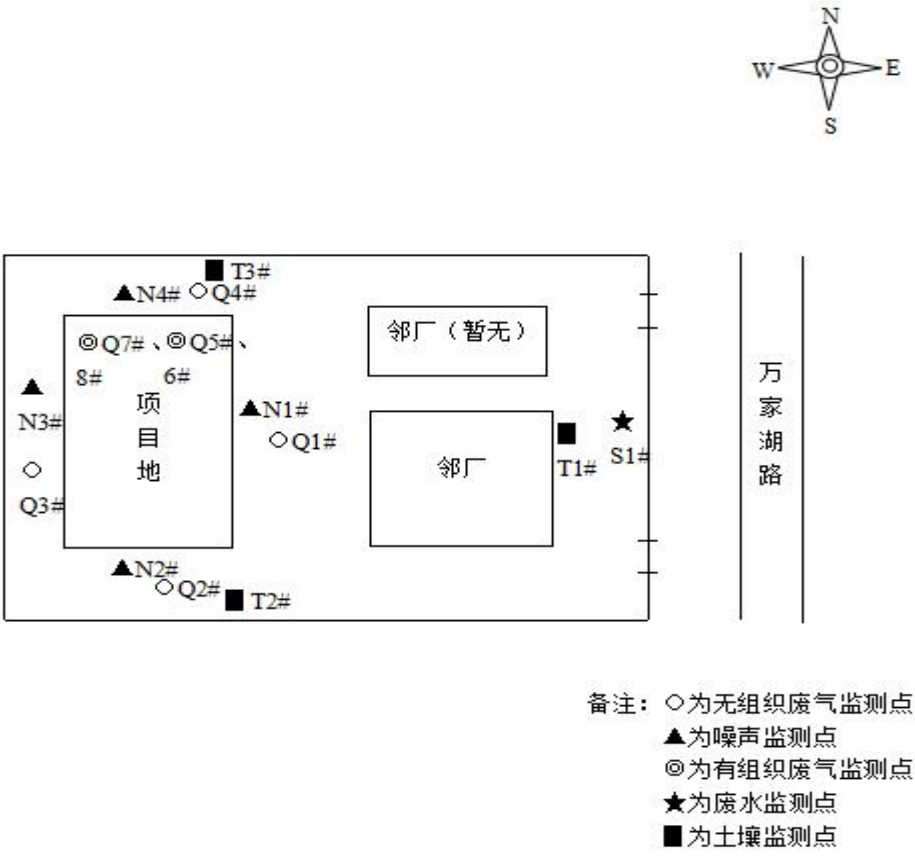 N
W
E
S
T3#
N4#
Q4#
邻厂（暂无）
Q7#、
Q5#、
8#
6#
项目地
N3#
N1#
Q1#
Q3#
邻厂
T1#
S1#
万家湖路
N2#
Q2#
T2#
备注：○为无组织废气监测点
▲为噪声监测点
◎为有组织废气监测点
★为废水监测点
■为土壤监测点